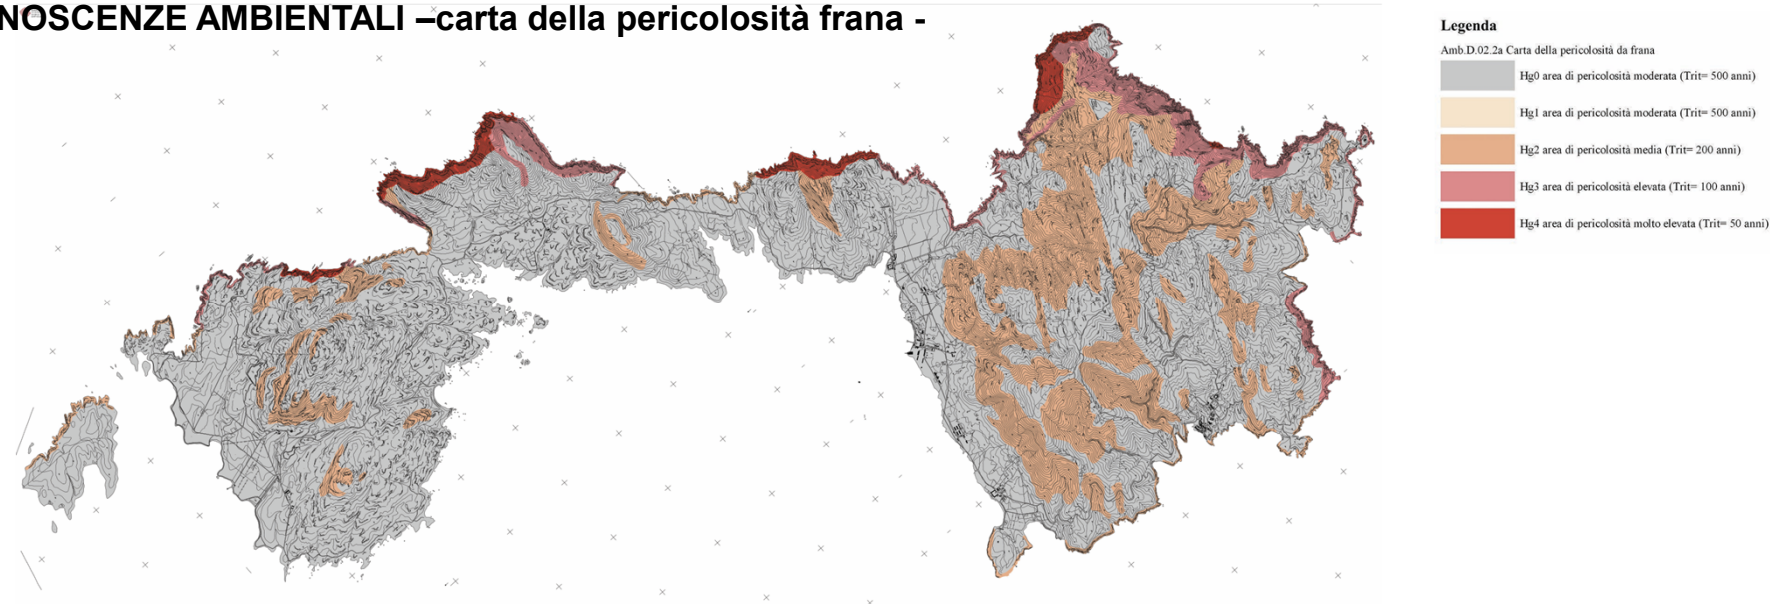 NOSCENZE AMBIENTALI –carta della pericolosità frana -
Legenda
Amb.D.02.2a Carta della pericolosità da frana
Hg0 area di pericolosità moderata (Trit= 500 anni)
Hg1 area di pericolosità moderata (Trit= 500 anni)
Hg2 area di pericolosità media (Trit= 200 anni)
Hg3 area di pericolosità elevata (Trit= 100 anni)
Hg4 area di pericolosità molto elevata (Trit= 50 anni)